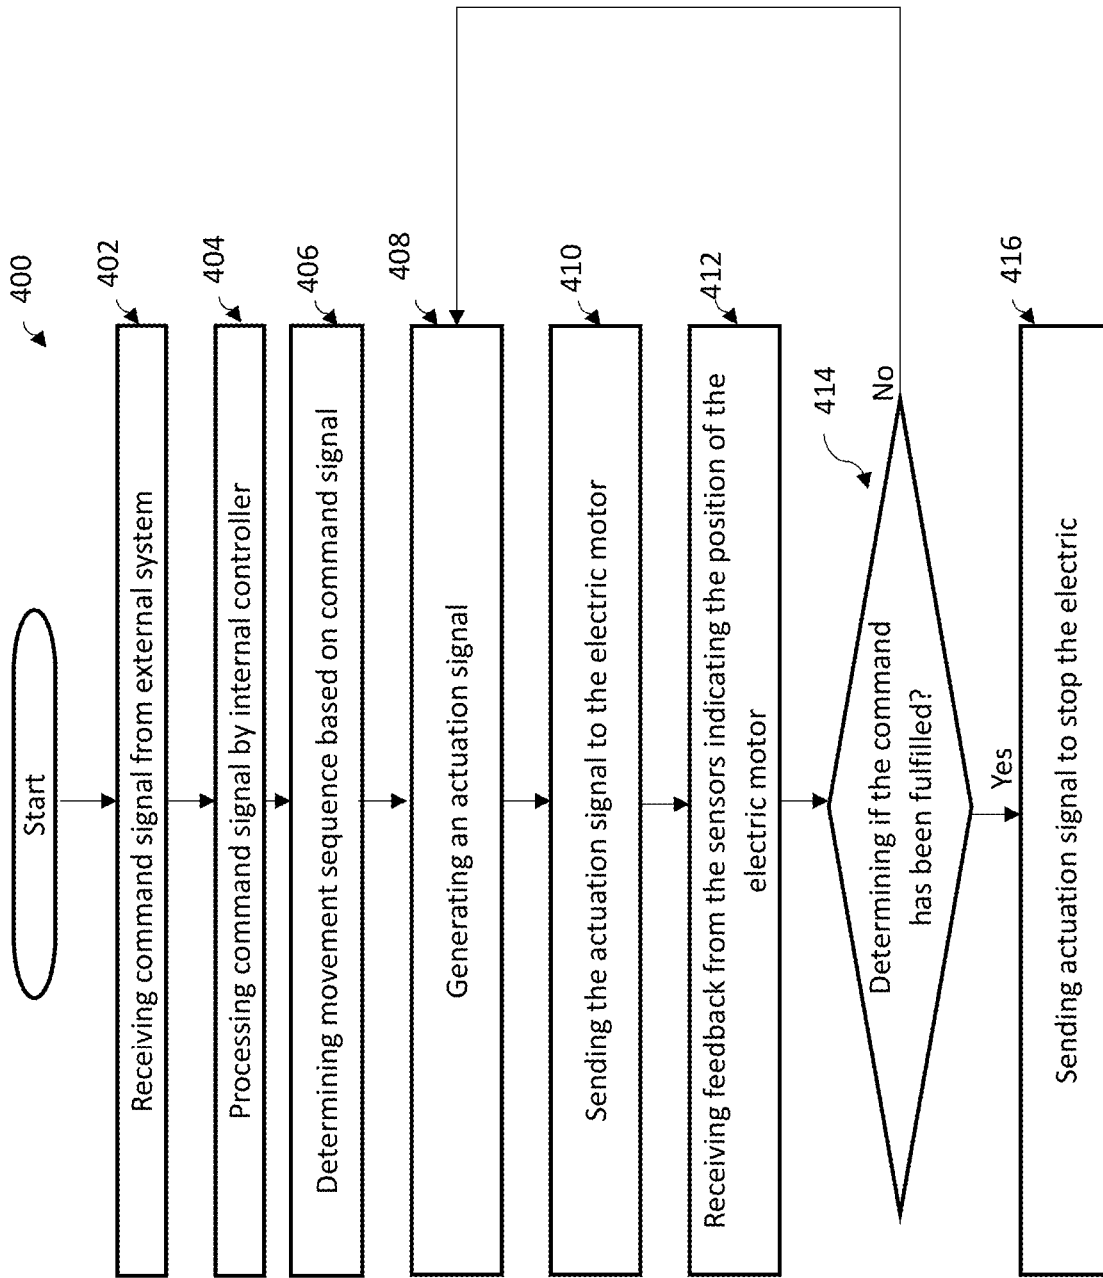 400
Start
402
Receiving command signal from external system
404
Processing command signal by internal controller
406
Determining movement sequence based on command signal
408
Generating an actuation signal
410
Sending the actuation signal to the electric motor
412
Receiving feedback from the sensors indicating the position of the
electric motor
414
Determining if the command
has been fulfilled?
No
Yes
416
Sending actuation signal to stop the electric